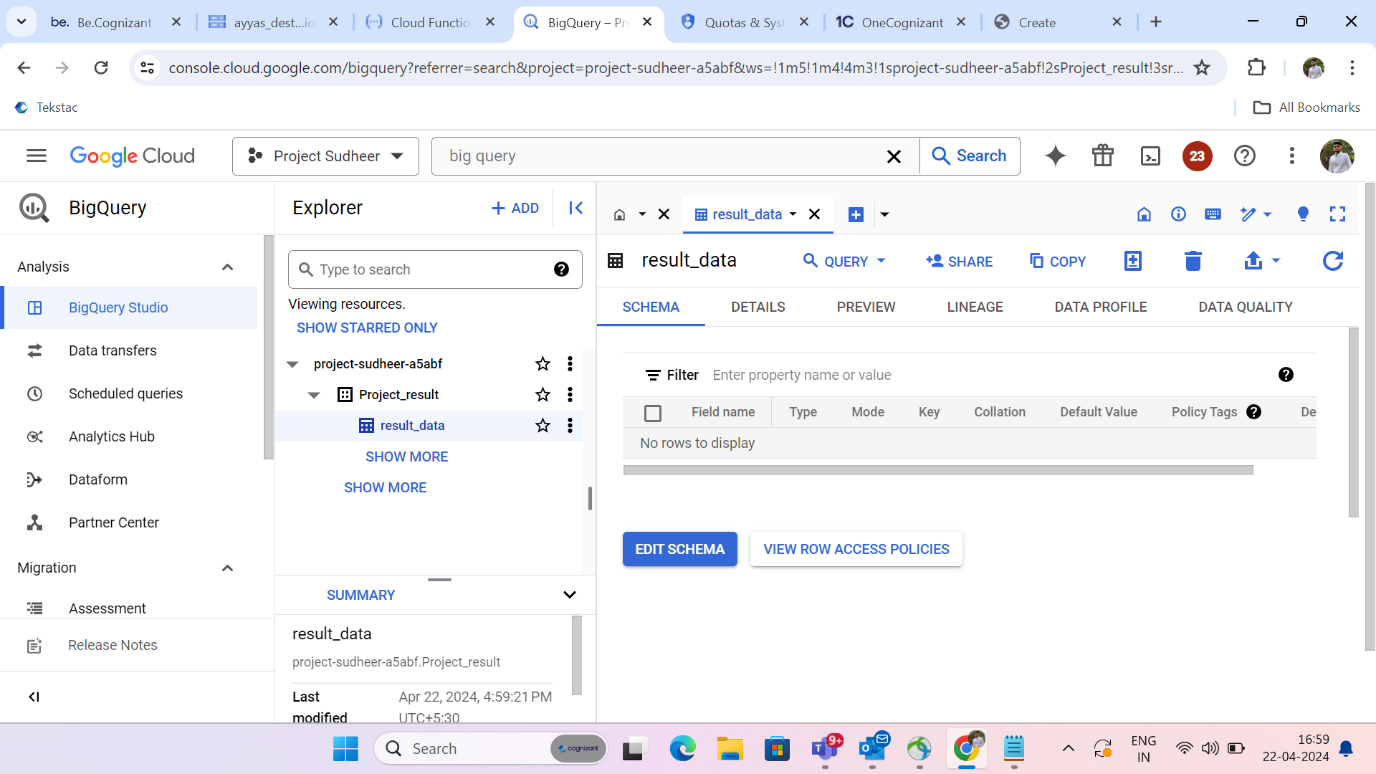 be. Be.Cognizant
ayyas_dest...ic
Cloud Functio
BigQuery – Pr
Quotas & Syst
1C OneCognizant
Create
console.cloud.google.com/bigquery?referrer=search&project=project-sudheer-a5abf&ws=!1m5!1m4!4m3!1sproject-sudheer-a5abf!2sProject_result!3sr...
Tekstac
All Bookmarks
Google Cloud
Project Sudheer
big query
Search
23
BigQuery
Analysis
BigQuery Studio
Data transfers
Scheduled queries
Analytics Hub
Dataform
Partner Center
Migration
Assessment
Release Notes
Explorer
+ ADD
Type to search
Viewing resources.
SHOW STARRED ONLY
project-sudheer-a5abf
Project_result
result_data
SHOW MORE
SHOW MORE
SUMMARY
result_data
project-sudheer-a5abf.Project_result
Last modified
Apr 22, 2024, 4:59:21 PM
UTC+5:30
result_data
result_data
QUERY
SHARE
COPY
SCHEMA
DETAILS
PREVIEW
LINEAGE
DATA PROFILE
DATA QUALITY
Filter Enter property name or value
Field name Type Mode Key Collation Default Value Policy Tags De
No rows to display
EDIT SCHEMA
VIEW ROW ACCESS POLICIES
Search
cognizant
9+
ENG
IN
16:59
22-04-2024